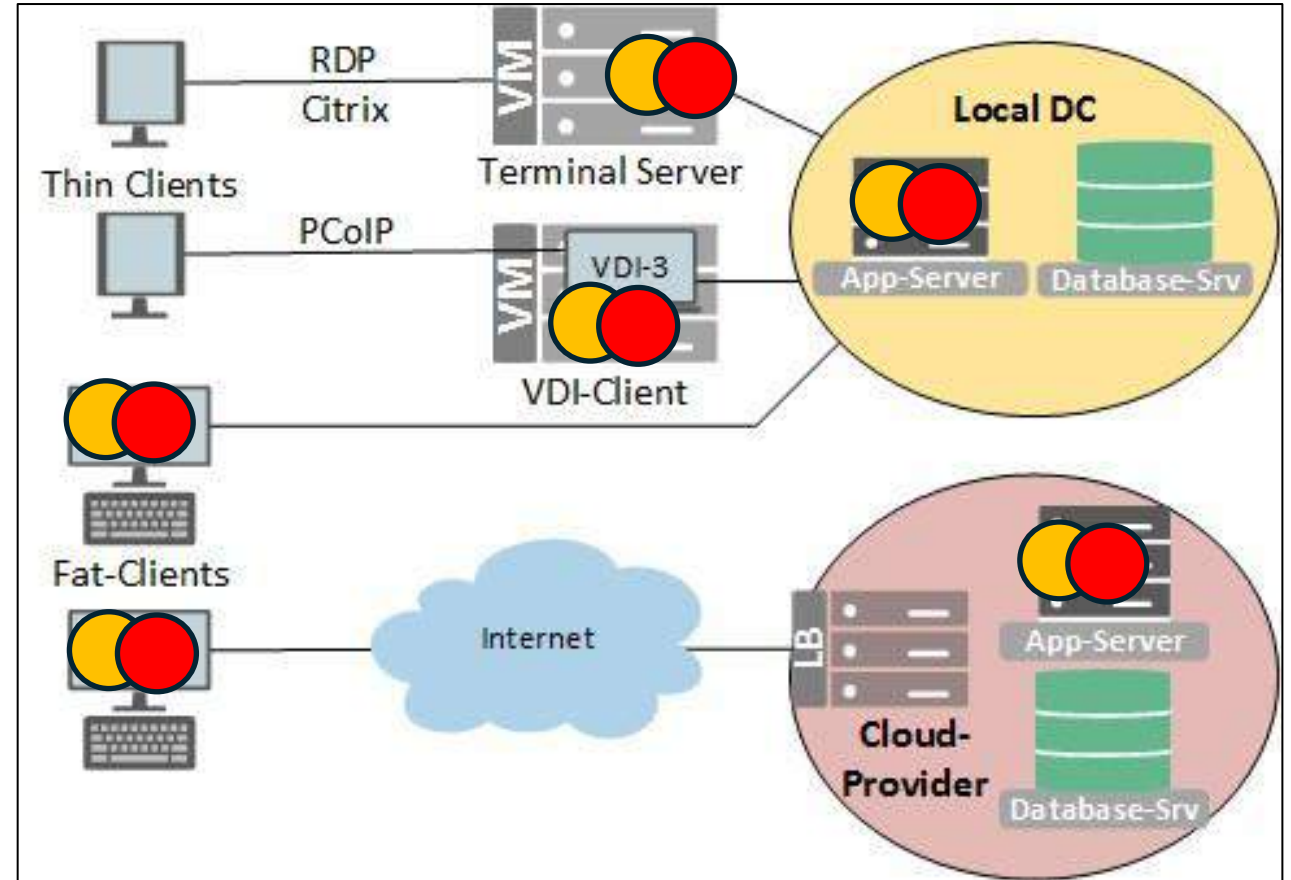 RDP
Citrix
VM
Terminal Server
Thin Clients
PCoIP
VM
VDI-3
VDI-Client
Local DC
App-Server
Database-Srv
Fat-Clients
Internet
LB
Cloud-
Provider
App-Server
Database-Srv